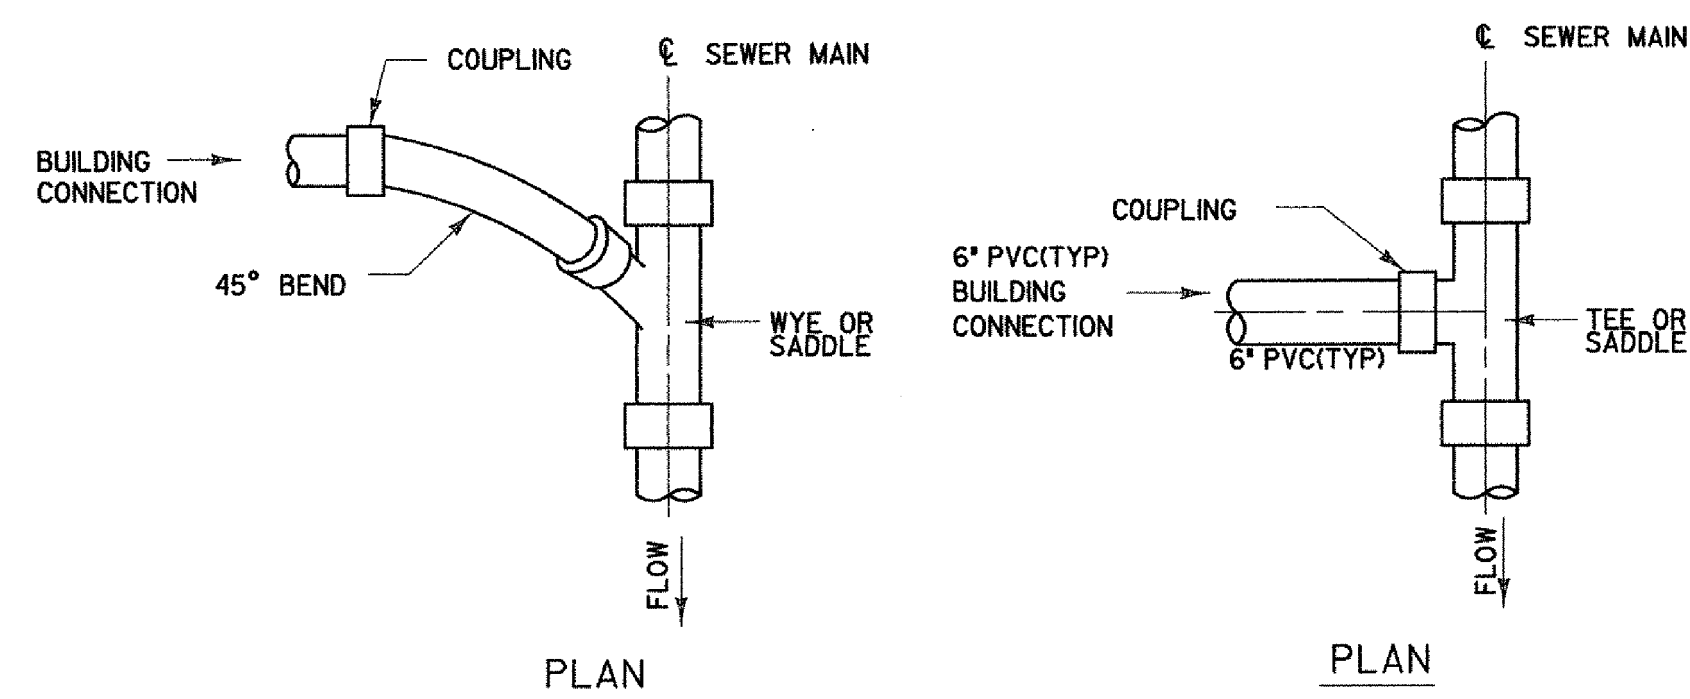 COUPLING
℄ SEWER MAIN
BUILDING
CONNECTION
45° BEND
WYE OR
SADDLE
FLOW
PLAN
℄ SEWER MAIN
COUPLING
6" PVC(TYP)
BUILDING
CONNECTION
6" PVC(TYP)
TEE OR
SADDLE
FLOW
PLAN